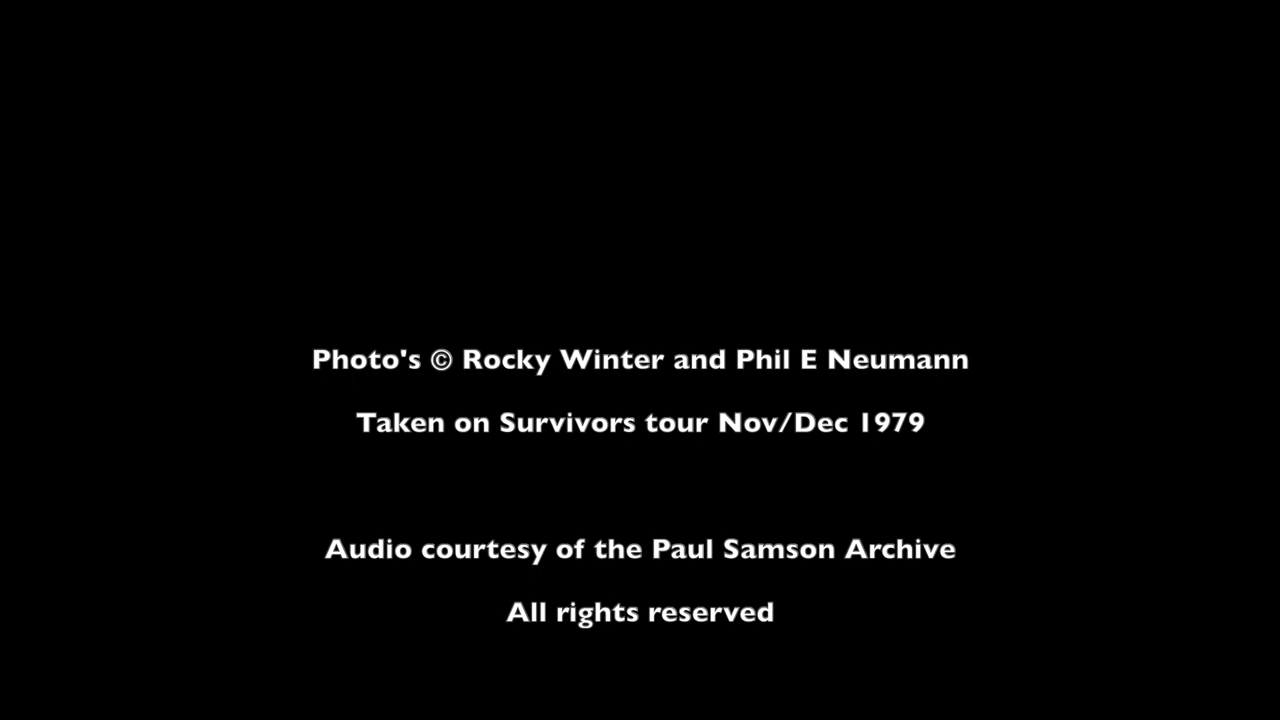 Photo's © Rocky Winter and Phil E Neumann
Taken on Survivors tour Nov/Dec 1979
Audio courtesy of the Paul Samson Archive
All rights reserved